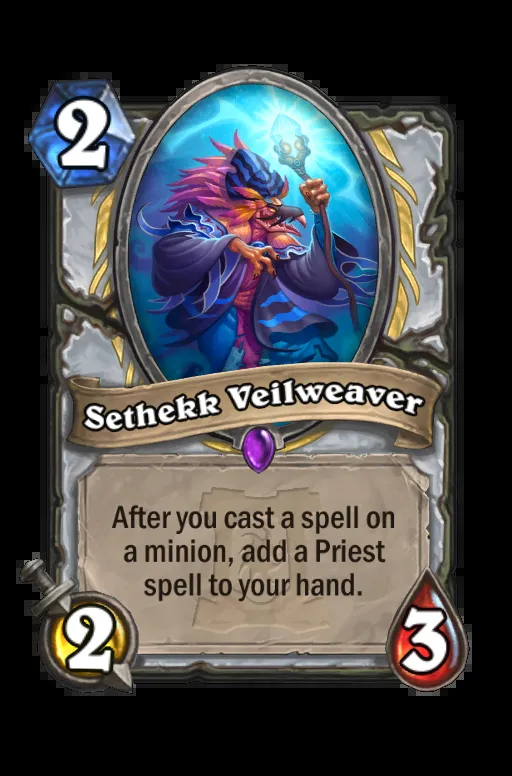 2
Sethekk Veilweaver
After you cast a spell on
a minion, add a Priest
spell to your hand.
2
3